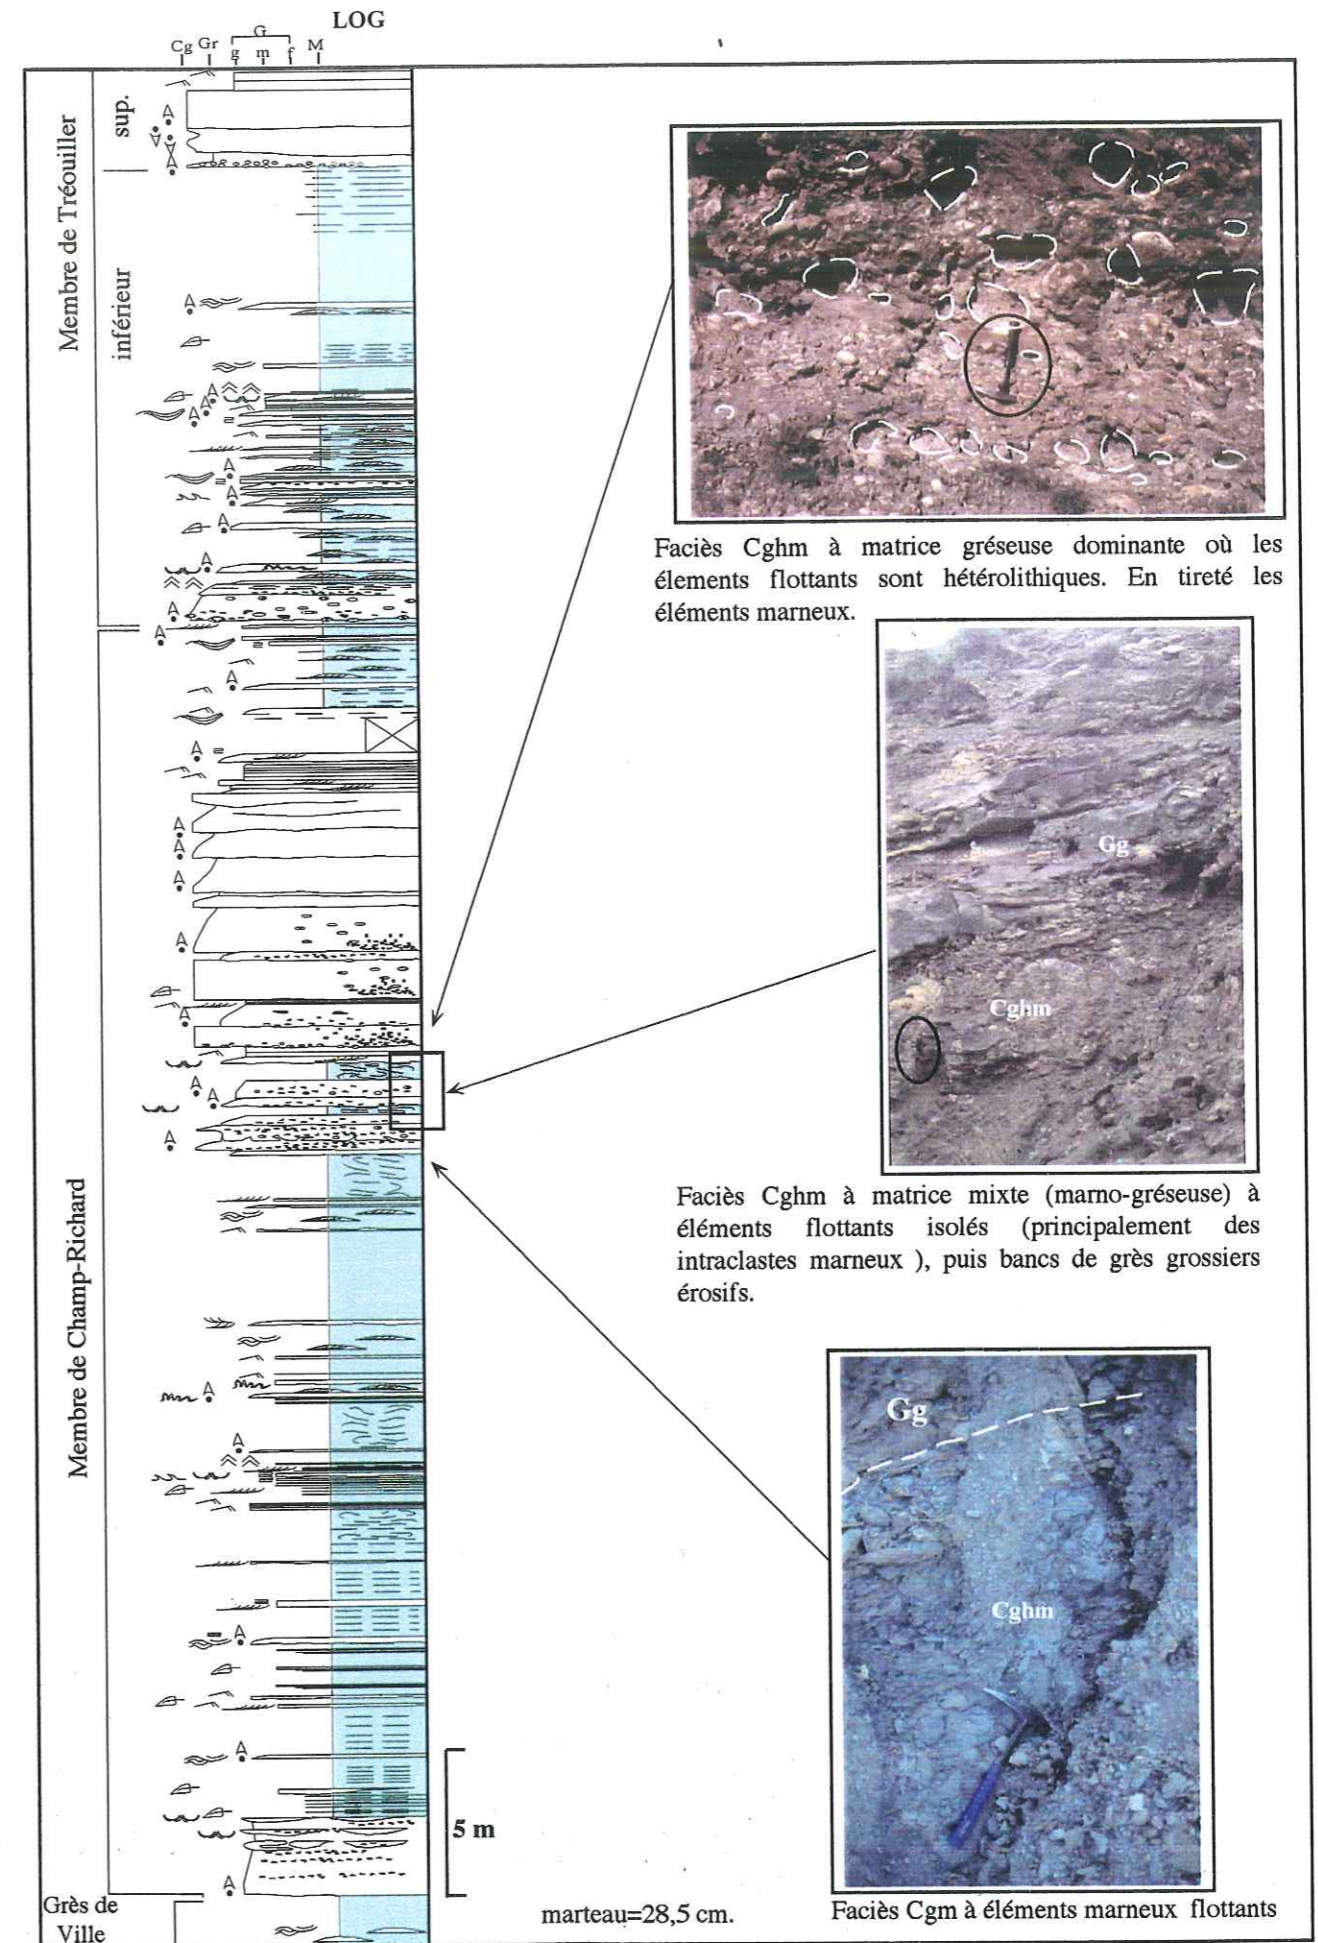 LOG
G
Cg Gr g m f M
Membre de Tréouiller
sup.
inférieur
Membre de Champ-Richard
Grès de
Ville
5 m
marteau=28,5 cm.
Faciès Cghm à matrice gréseuse dominante où les
élements flottants sont hétérolithiques. En tireté les
éléments marneux.
Gg
Cghm
Faciès Cghm à matrice mixte (marno-gréseuse) à
éléments flottants isolés (principalement des
intraclastes marneux ), puis bancs de grès grossiers
érosifs.
Gg
Cghm
Faciès Cgm à éléments marneux flottants